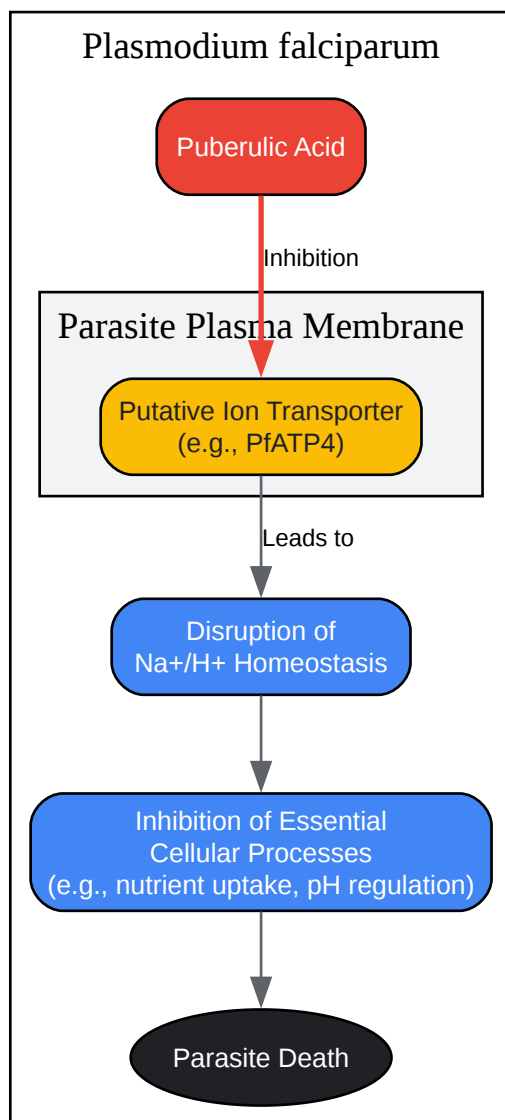 Plasmodium falciparum
Puberulic Acid
Inhibition
Parasite Plasma Membrane
Putative Ion Transporter
(e.g., PfATP4)
Leads to
Disruption of
Na+/H+ Homeostasis
Inhibition of Essential
Cellular Processes
(e.g., nutrient uptake, pH regulation)
Parasite Death